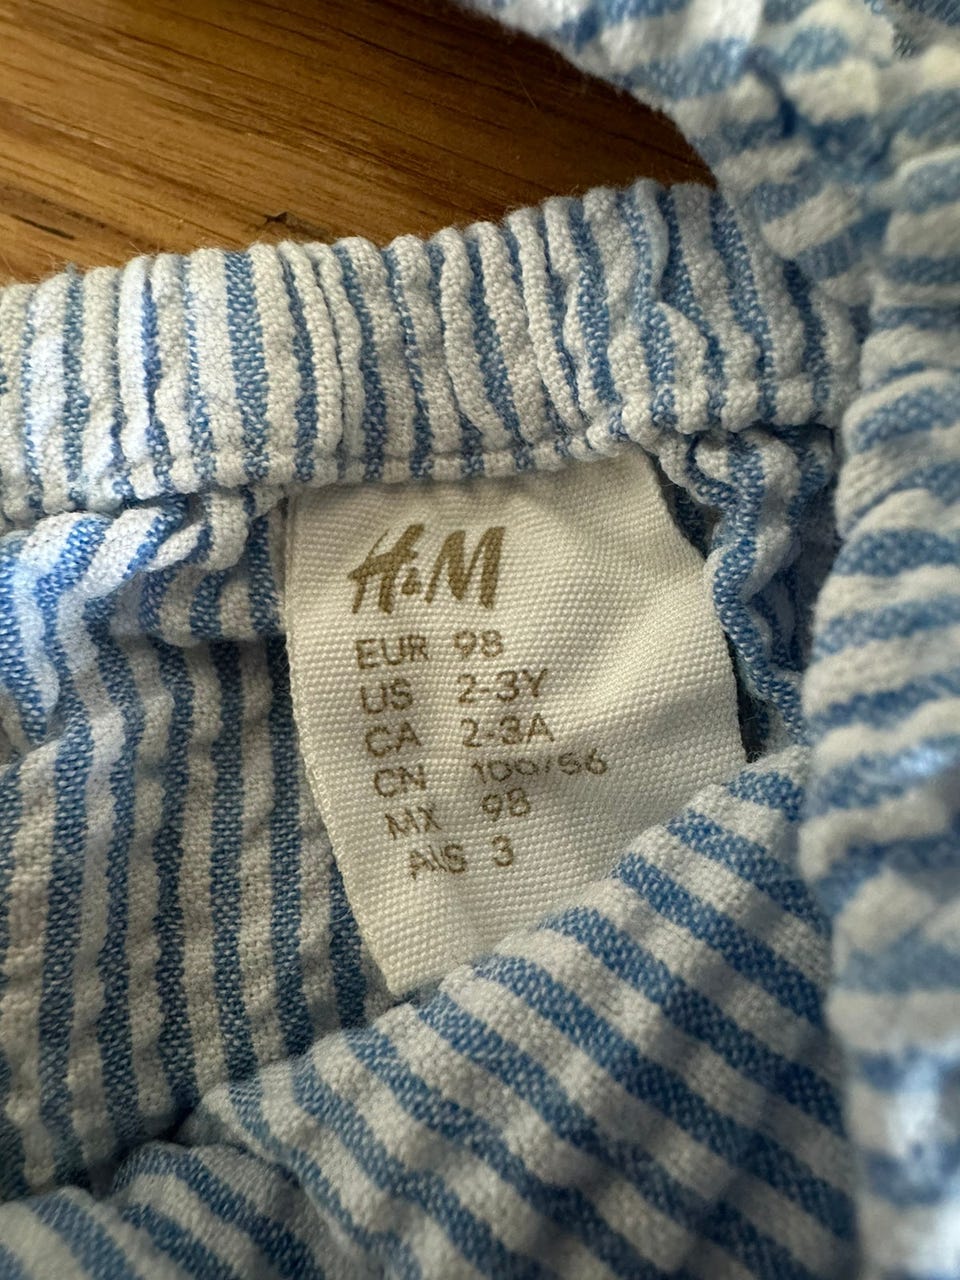 H&M
EUR 98
US 2-3Y
CA 2-3A
CN 100/56
MX 98
AUS 3